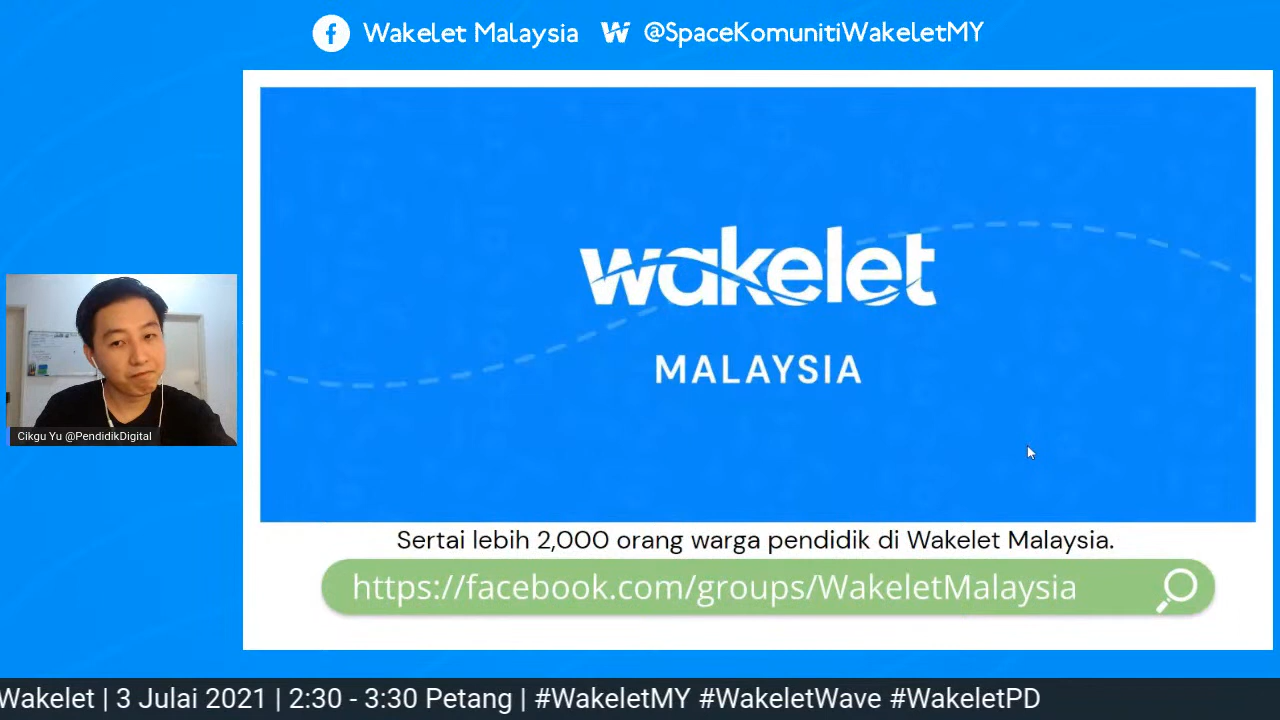 Wakelet Malaysia @SpaceKomunitiWakeletMY
wakelet
MALAYSIA
Cikgu Yu @PendidikDigital
Sertai lebih 2,000 orang warga pendidik di Wakelet Malaysia.
https://facebook.com/groups/WakeletMalaysia
Wakelet | 3 Julai 2021 | 2:30 - 3:30 Petang | #WakeletMY #WakeletWave #WakeletPD